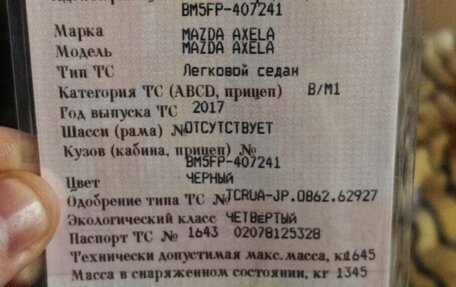 BM5FP-407241
Марка MAZDA AXELA
Модель MAZDA AXELA
Тип ТС Легковой седан
Категория ТС (ABCD, прицеп) B/M1
Год выпуска ТС 2017
Шасси (рама) № ОТСУТСТВУЕТ
Кузов (кабина, прицеп) №
BM5FP-407241
Цвет ЧЕРНЫЙ
Одобрение типа ТС № TCRUA-JP.0862.62927
Экологический класс ЧЕТВЕРТЫЙ
Паспорт ТС № 1643 02078125328
Технически допустимая макс. масса, кг 1645
Масса в снаряженном состоянии, кг 1345